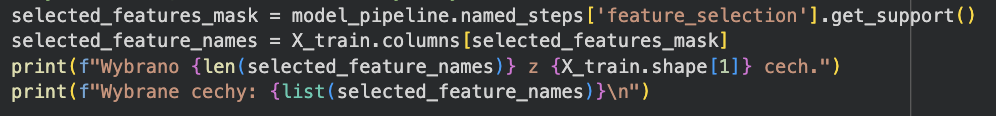 selected_features_mask = model_pipeline.named_steps['feature_selection'].get_support()
selected_feature_names = X_train.columns[selected_features_mask]
print(f"Wybrano {len(selected_feature_names)} z {X_train.shape[1]} cech.")
print(f"Wybrane cechy: {list(selected_feature_names)}\n")